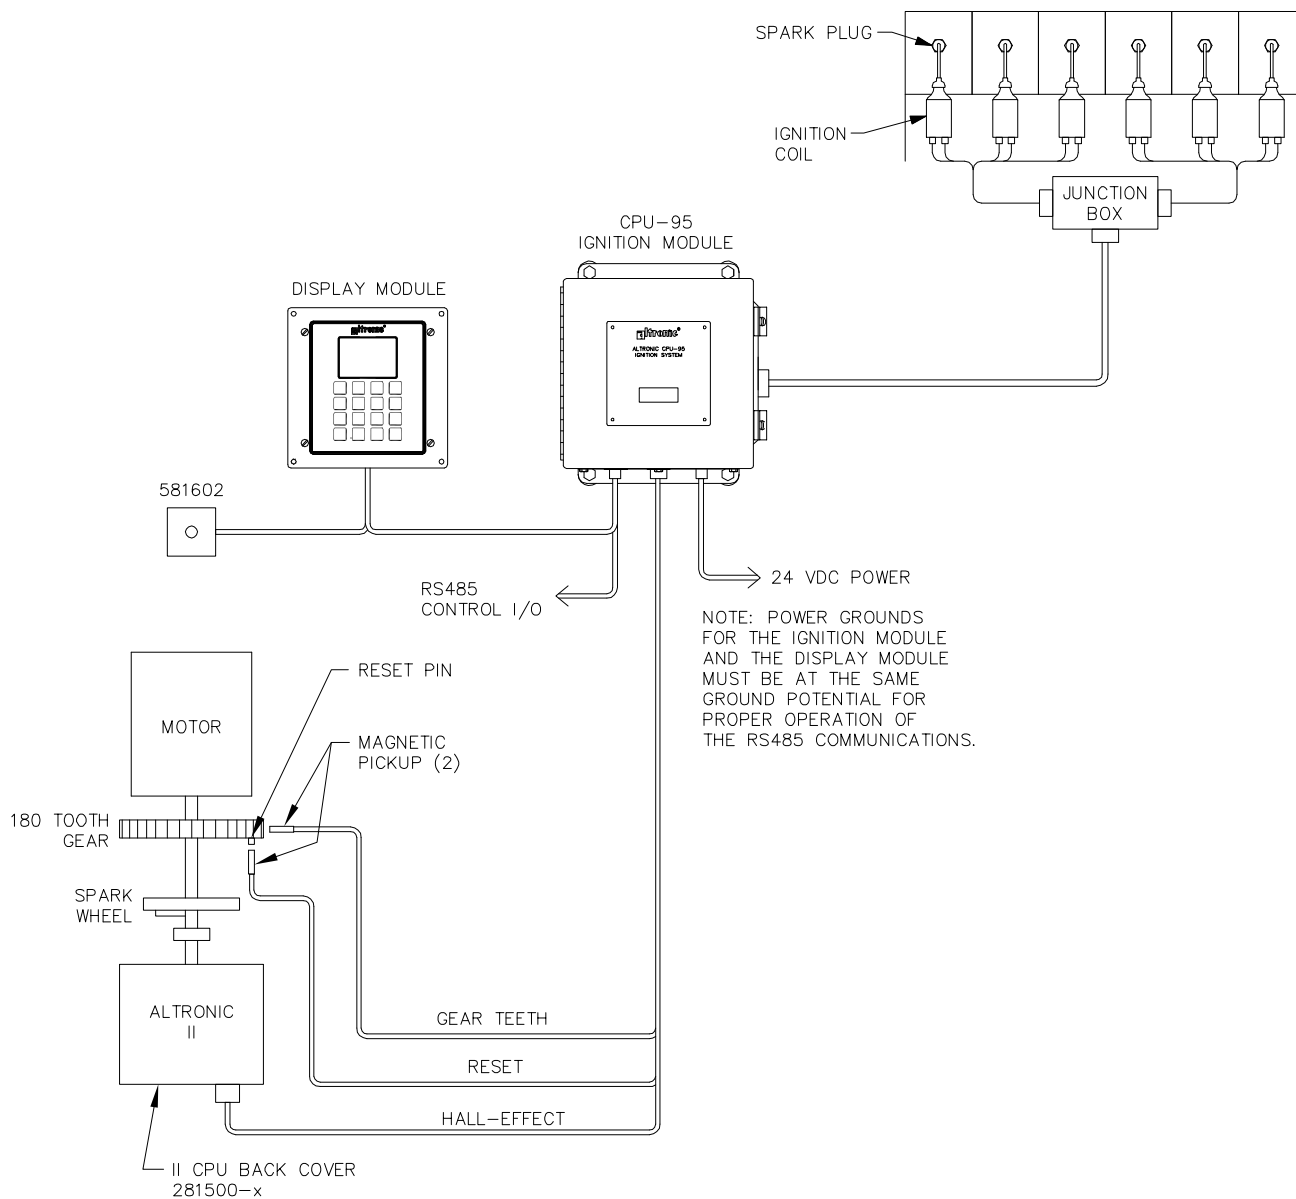 SPARK PLUG
IGNITION
COIL
JUNCTION
BOX
CPU-95
IGNITION MODULE
DISPLAY MODULE
altronic
altronic
ALTRONIC CPU-95
IGNITION SYSTEM
581602
RS485
CONTROL I/O
24 VDC POWER
NOTE: POWER GROUNDS
FOR THE IGNITION MODULE
AND THE DISPLAY MODULE
MUST BE AT THE SAME
GROUND POTENTIAL FOR
PROPER OPERATION OF
THE RS485 COMMUNICATIONS.
RESET PIN
MOTOR
MAGNETIC
PICKUP (2)
180 TOOTH
GEAR
SPARK
WHEEL
ALTRONIC
II
GEAR TEETH
RESET
HALL-EFFECT
II CPU BACK COVER
281500-x